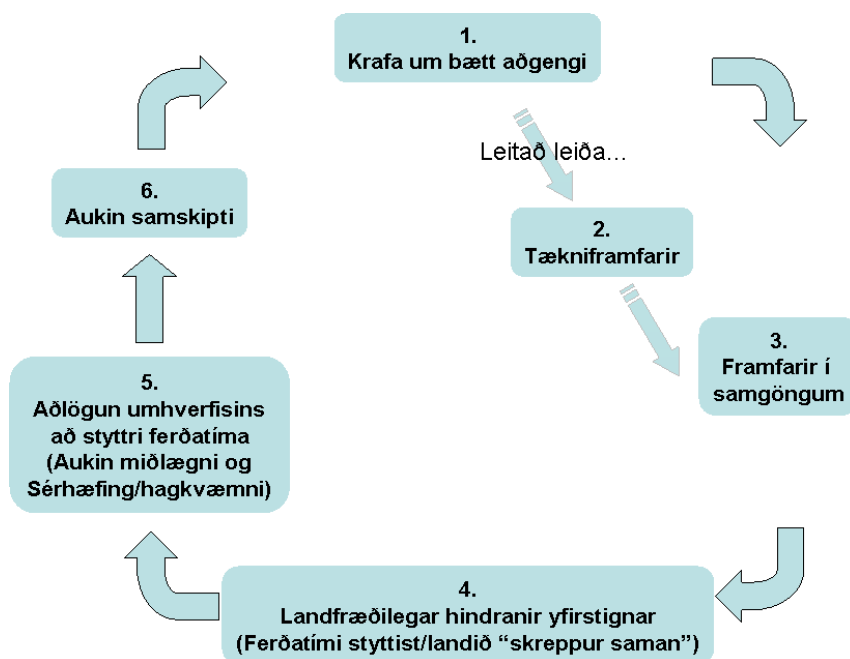 1.
Krafa um bætt aðgengi
Leitað leiða...
2.
Tækniframfarir
3.
Framfarir í
samgöngum
4.
Landfræðilegar hindranir yfirstignar
(Ferðatími styttist/landið “skreppur saman”)
5.
Aðlögun umhverfisins
að styttri ferðatíma
(Aukin miðlægni og
Sérhæfing/hagkvæmni)
6.
Aukin samskipti